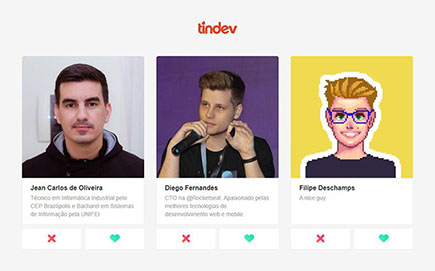 tindev
Jean Carlos de Oliveira
Técnico em Informática Industrial pelo
CEP Brazópolis e Bacharel em Sistemas
de Informação pela UNIFEI
Diego Fernandes
CTO na @Rocketseat. Apaixonado pelas
melhores tecnologias de
desenvolvimento web e mobile.
Filipe Deschamps
A nice guy